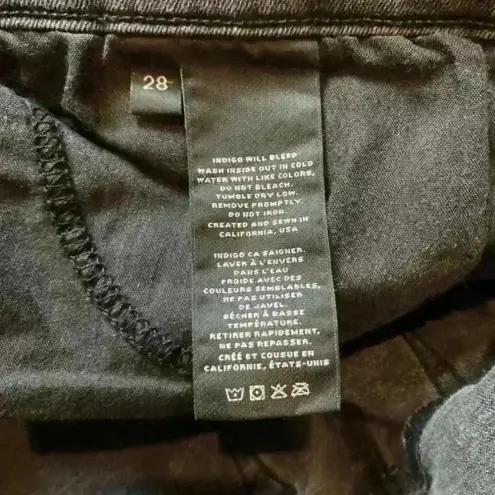 28
INDIGO WILL BLEED
WASH INSIDE OUT IN COLD
WATER WITH LIKE COLORS,
DO NOT BLEACH.
TUMBLE DRY LOW.
REMOVE PROMPTLY.
DO NOT IRON.
CREATED AND SEWN IN
CALIFORNIA, USA
INDIGO CA SAIGNER.
LAVER À L'ENVERS
DANS L'EAU
FROIDE AVEC DES
COULEURS SEMBLABLES,
NE PAS UTILISER
DE JAVEL.
SÉCHER À BASSE
TEMPÉRATURE.
RETIRER RAPIDEMENT,
NE PAS REPASSER.
CRÉÉ ET COUSUE EN
CALIFORNIE, ÉTATS-UNIS